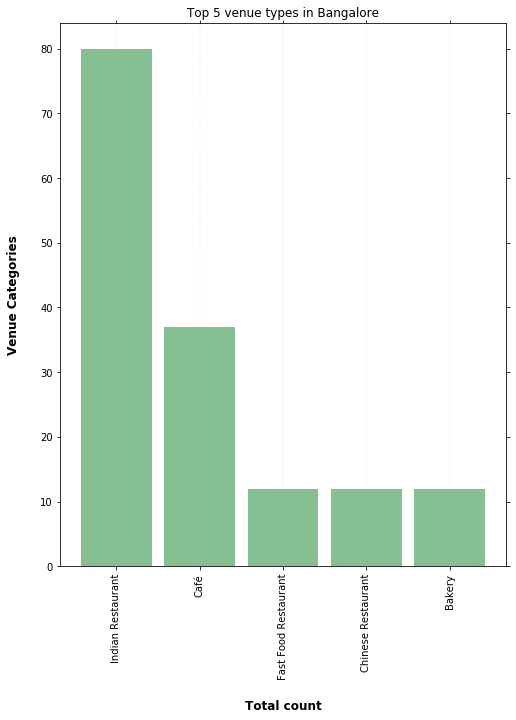 Top 5 venue types in Bangalore
Venue Categories
80
70
60
50
40
30
20
10
0
Indian Restaurant
Café
Fast Food Restaurant
Chinese Restaurant
Bakery
Total count